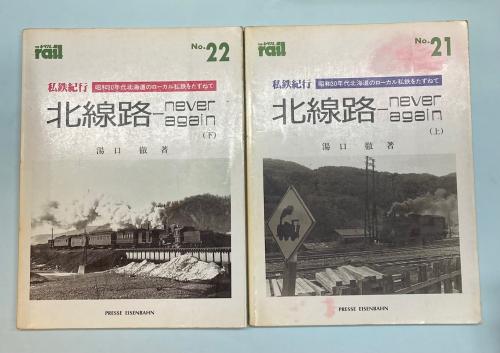 rail
No.22
私鉄紀行
昭和30年代北海道のローカル私鉄をたずねて
北線路—never
again
(下)
湯口 徹 著
PRESSE EISENBAHN
rail
No.21
私鉄紀行
昭和30年代北海道のローカル私鉄をたずねて
北線路—never
again
(上)
湯口 徹 著
PRESSE EISENBAHN